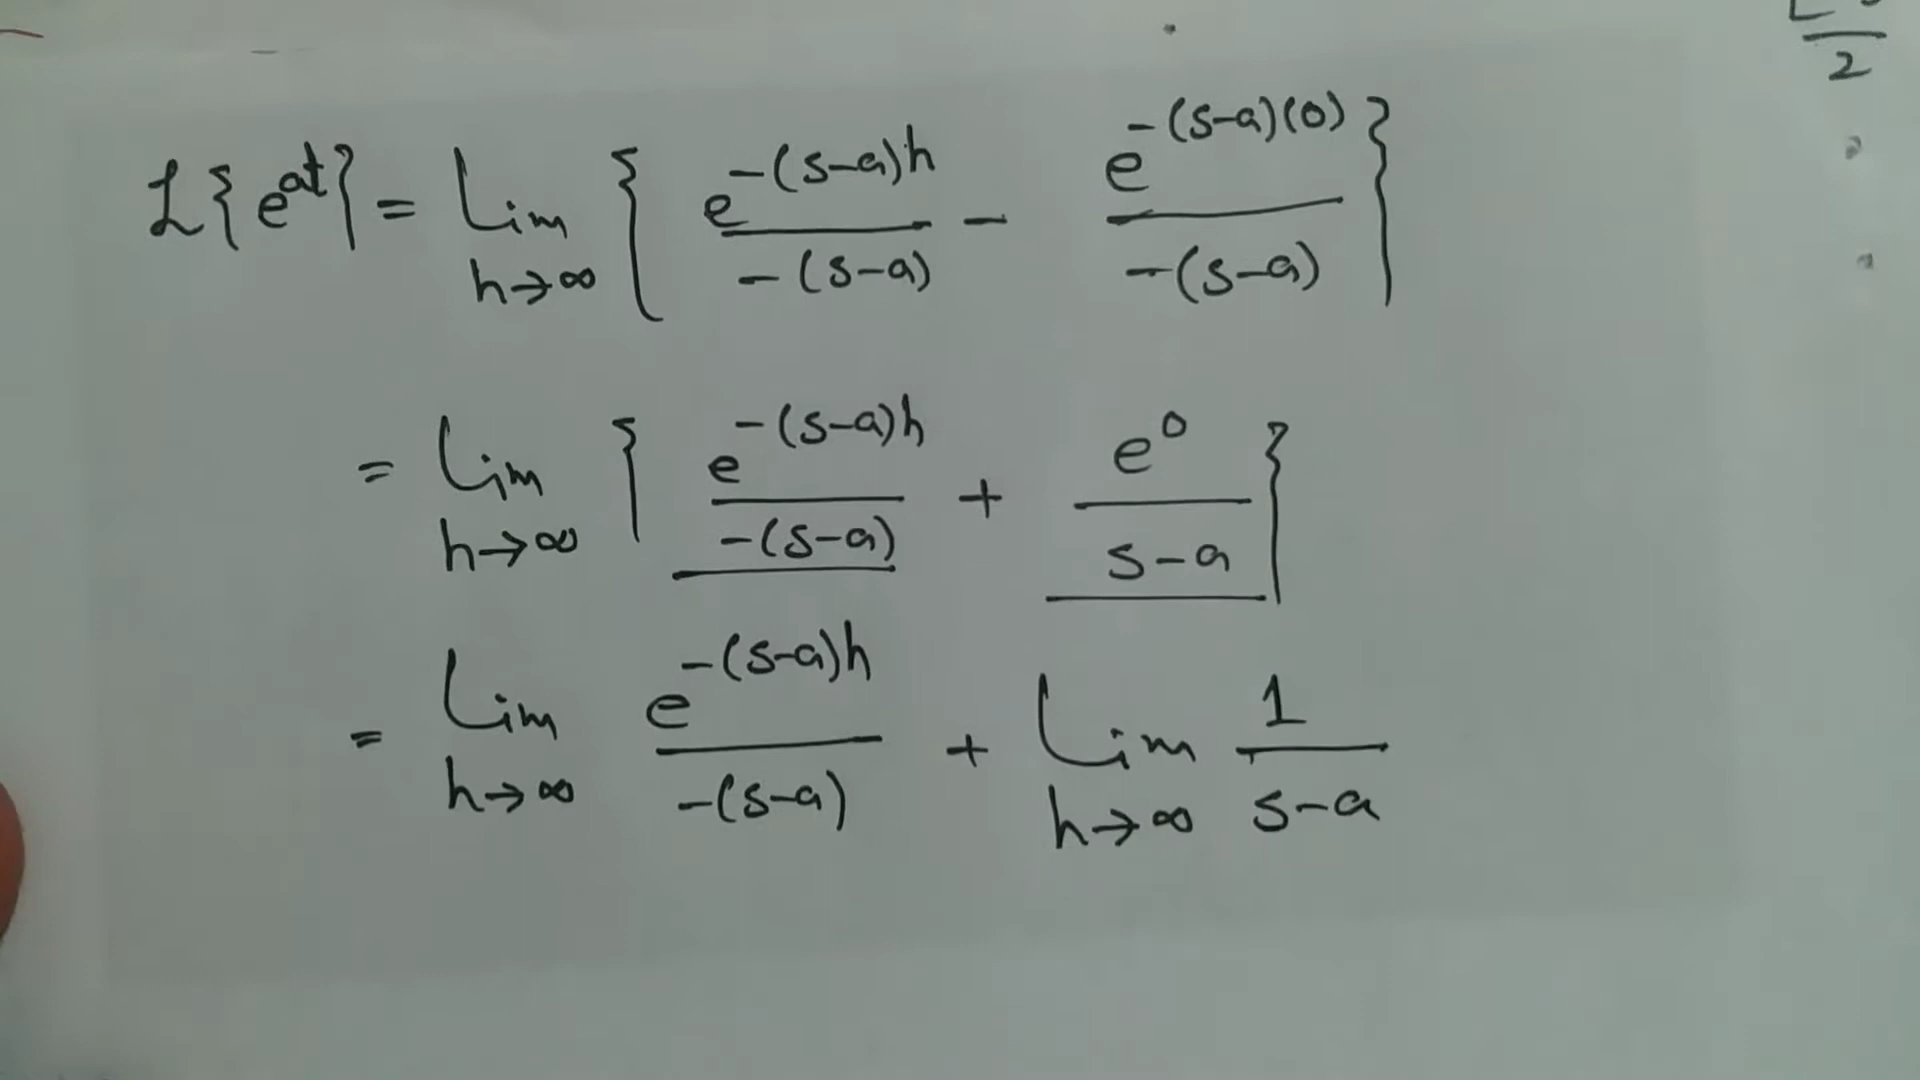 2
ℒ{e^{at}} = Lim_{h→∞} { e^{-(s-a)h} / -(s-a) - e^{-(s-a)(0)} / -(s-a) }
= Lim_{h→∞} { e^{-(s-a)h} / -(s-a) + e^0 / s-a }
= Lim_{h→∞} e^{-(s-a)h} / -(s-a) + Lim_{h→∞} 1 / s-a